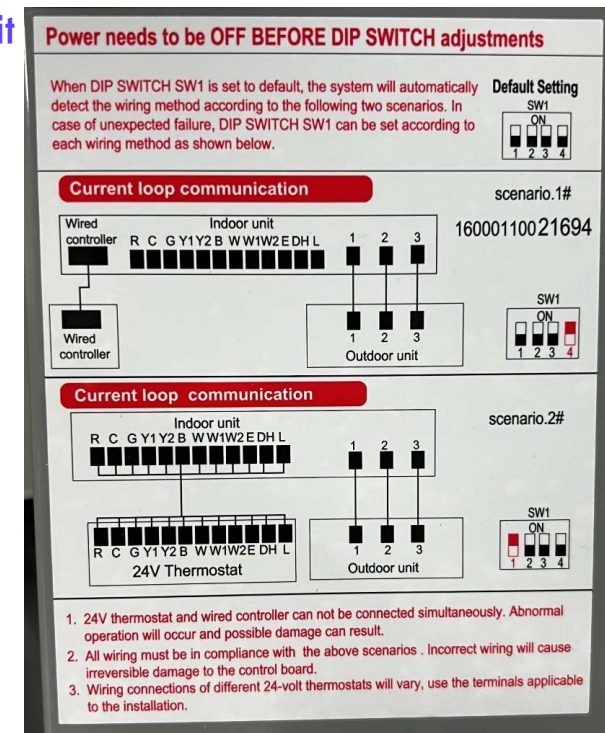 it
Power needs to be OFF BEFORE DIP SWITCH adjustments
When DIP SWITCH SW1 is set to default, the system will automatically
detect the wiring method according to the following two scenarios. In
case of unexpected failure, DIP SWITCH SW1 can be set according to
each wiring method as shown below.
Default Setting
SW1
ON
1 2 3 4
Current loop communication
scenario.1#
160001100 21694
Wired
controller
Indoor unit
R C G Y1 Y2 B W W1 W2 E DH L
1 2 3
Wired
controller
1 2 3
Outdoor unit
SW1
ON
1 2 3 4
Current loop communication
scenario.2#
Indoor unit
R C G Y1 Y2 B W W1 W2 E DH L
1 2 3
R C G Y1 Y2 B W W1 W2 E DH L
24V Thermostat
1 2 3
Outdoor unit
SW1
ON
1 2 3 4
1. 24V thermostat and wired controller can not be connected simultaneously. Abnormal
operation will occur and possible damage can result.
2. All wiring must be in compliance with the above scenarios . Incorrect wiring will cause
irreversible damage to the control board.
3. Wiring connections of different 24-volt thermostats will vary, use the terminals applicable
to the installation.